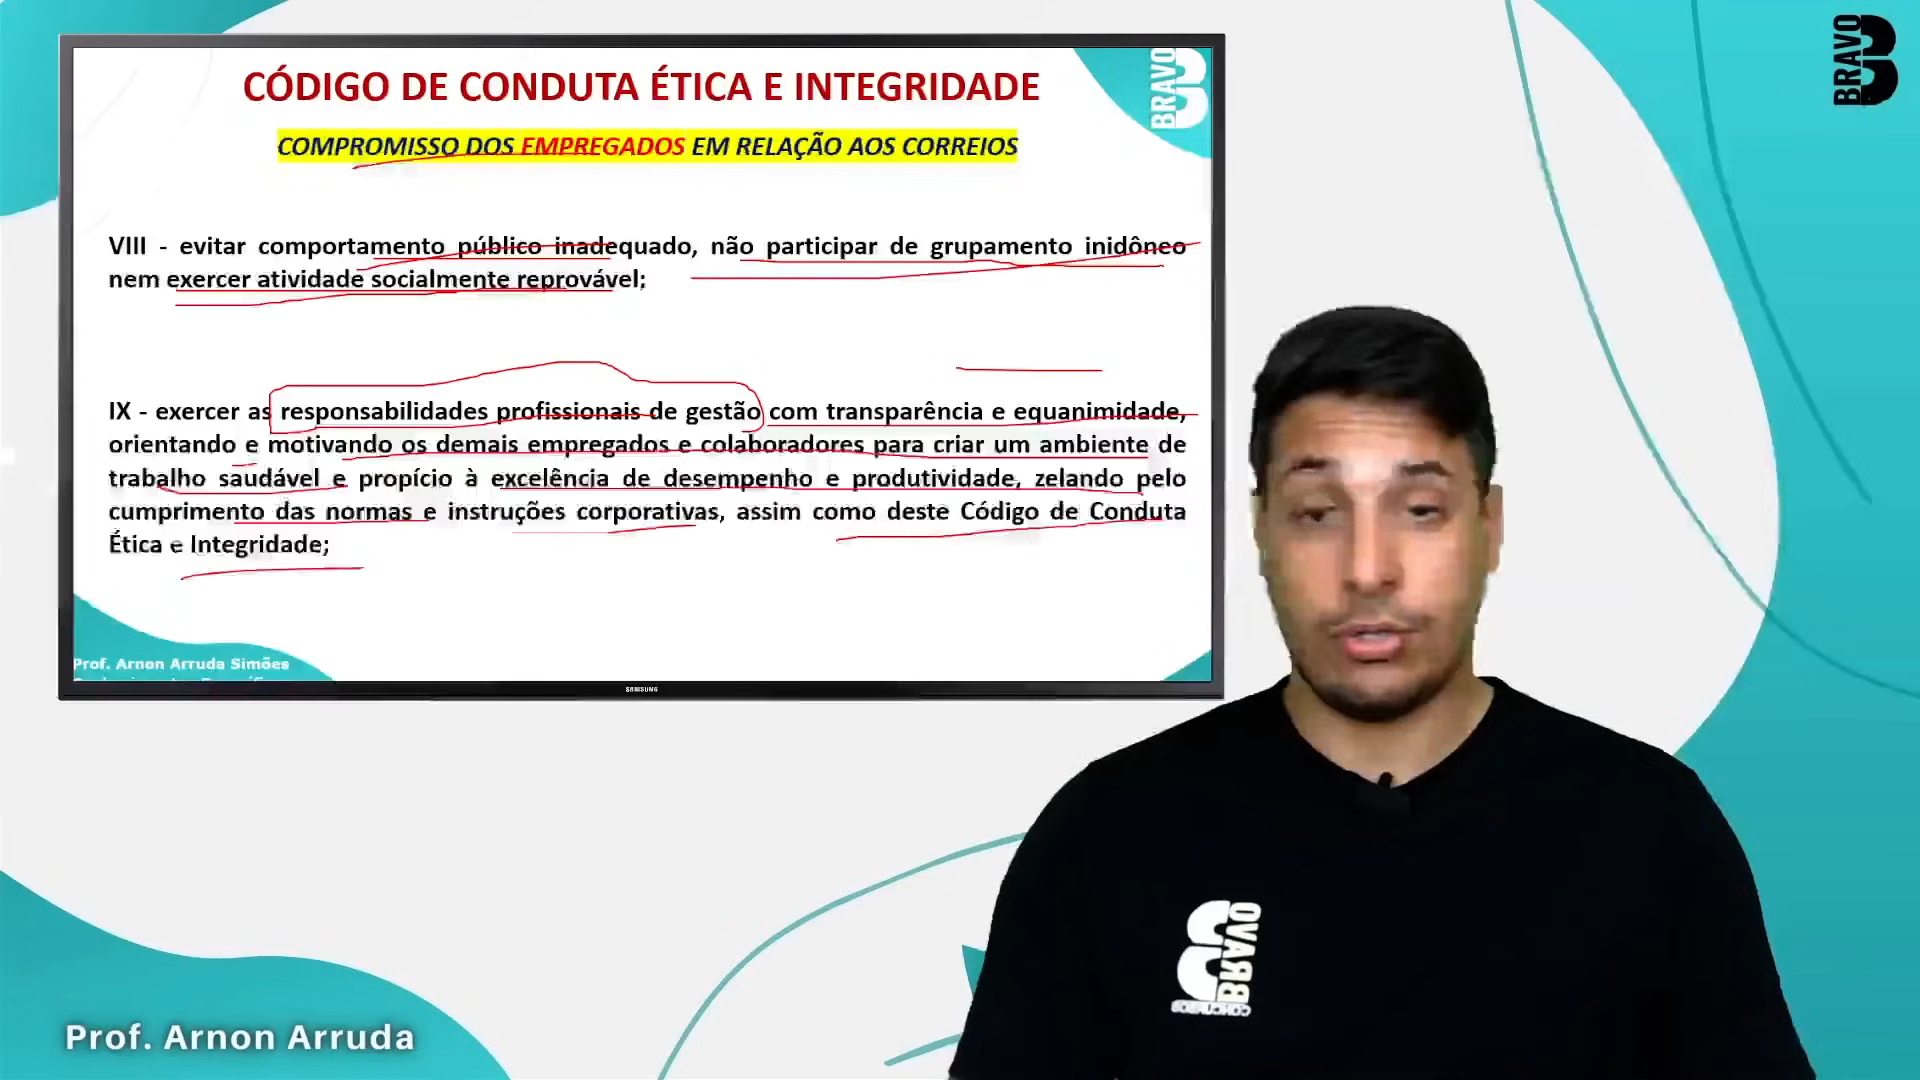 BRAVO
BRAVO
CÓDIGO DE CONDUTA ÉTICA E INTEGRIDADE
COMPROMISSO DOS EMPREGADOS EM RELAÇÃO AOS CORREIOS
VIII - evitar comportamento público inadequado, não participar de grupamento inidôneo
nem exercer atividade socialmente reprovável;
IX - exercer as responsabilidades profissionais de gestão com transparência e equanimidade,
orientando e motivando os demais empregados e colaboradores para criar um ambiente de
trabalho saudável e propício à excelência de desempenho e produtividade, zelando pelo
cumprimento das normas e instruções corporativas, assim como deste Código de Conduta
Ética e Integridade;
Prof. Arnon Arruda Simões
SAMSUNG
BRAVO
CONCURSOS
Prof. Arnon Arruda